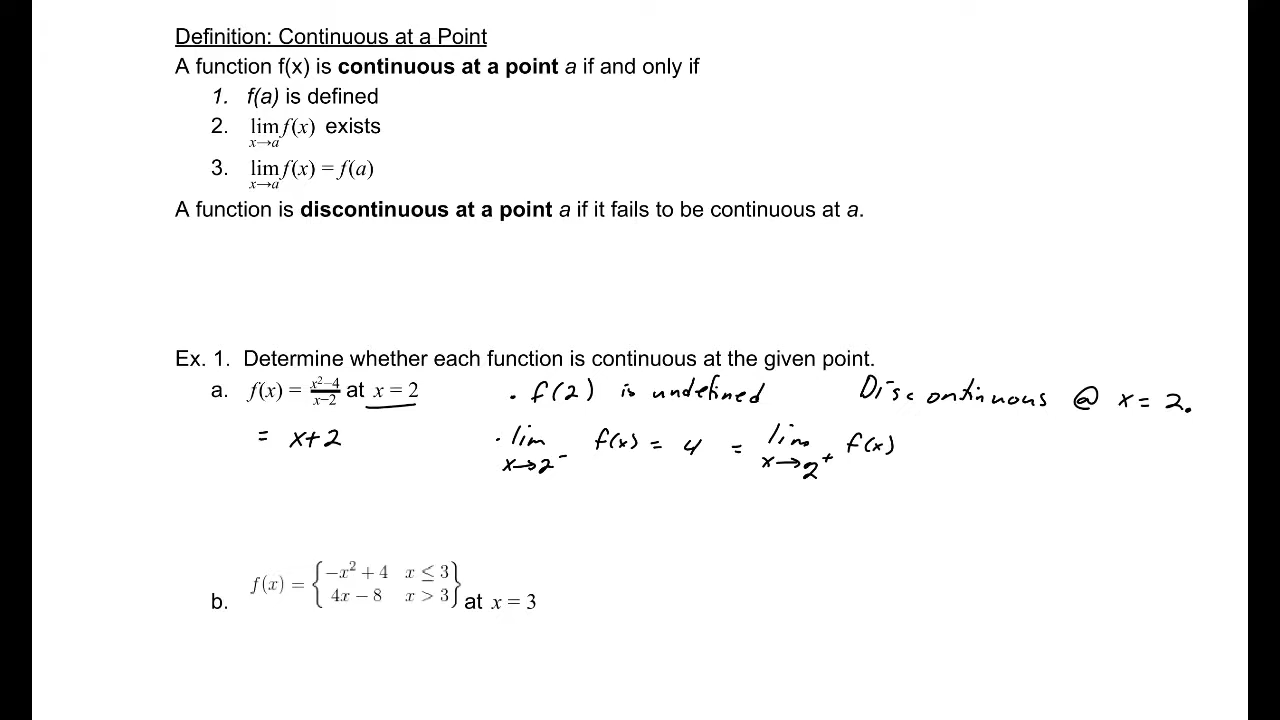 Definition: Continuous at a Point
A function f(x) is continuous at a point a if and only if
1. f(a) is defined
2. lim x→a f(x) exists
3. lim x→a f(x) = f(a)
A function is discontinuous at a point a if it fails to be continuous at a.
Ex. 1. Determine whether each function is continuous at the given point.
a. f(x) = x²−4/x−2 at x = 2 . f(2) is undefined Discontinuous @ x = 2.
= x+2 . lim x→2⁻ f(x) = 4 = lim x→2⁺ f(x)
b. f(x) = { −x² + 4 x ≤ 3
4x − 8 x > 3 } at x = 3